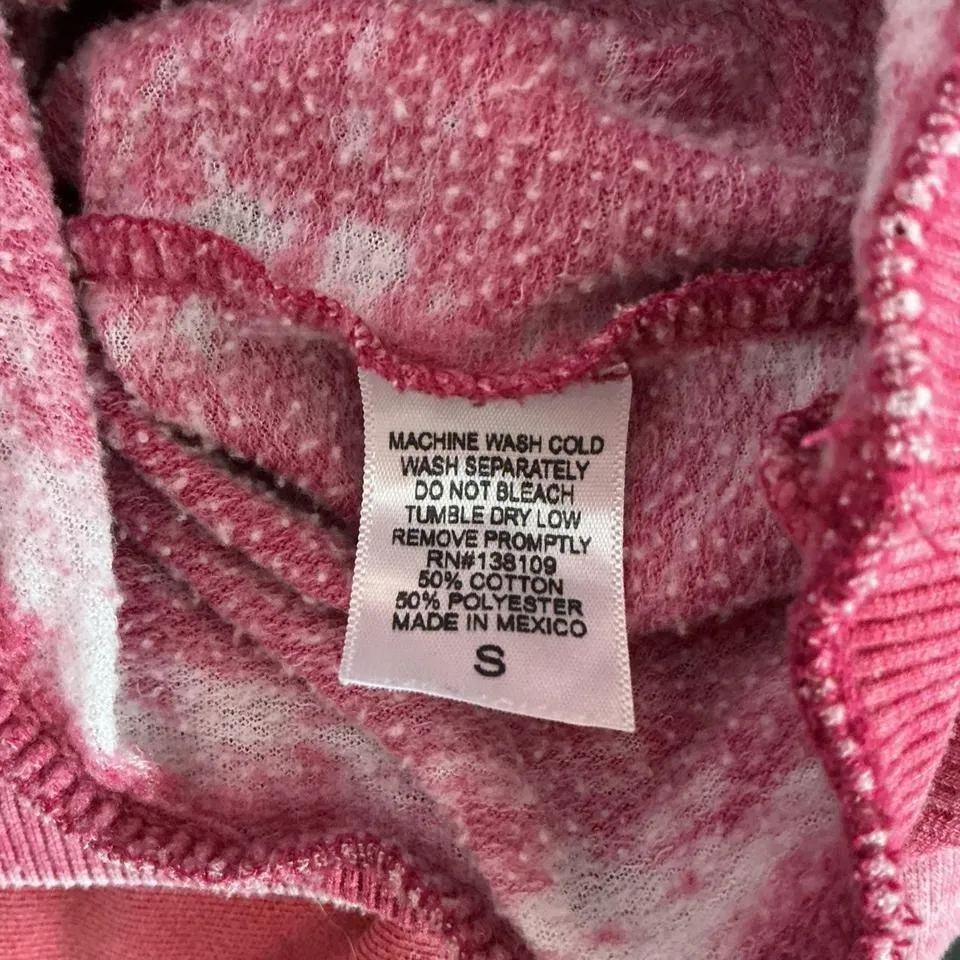 MACHINE WASH COLD
WASH SEPARATELY
DO NOT BLEACH
TUMBLE DRY LOW
REMOVE PROMPTLY
RN#138109
50% COTTON
50% POLYESTER
MADE IN MEXICO
S